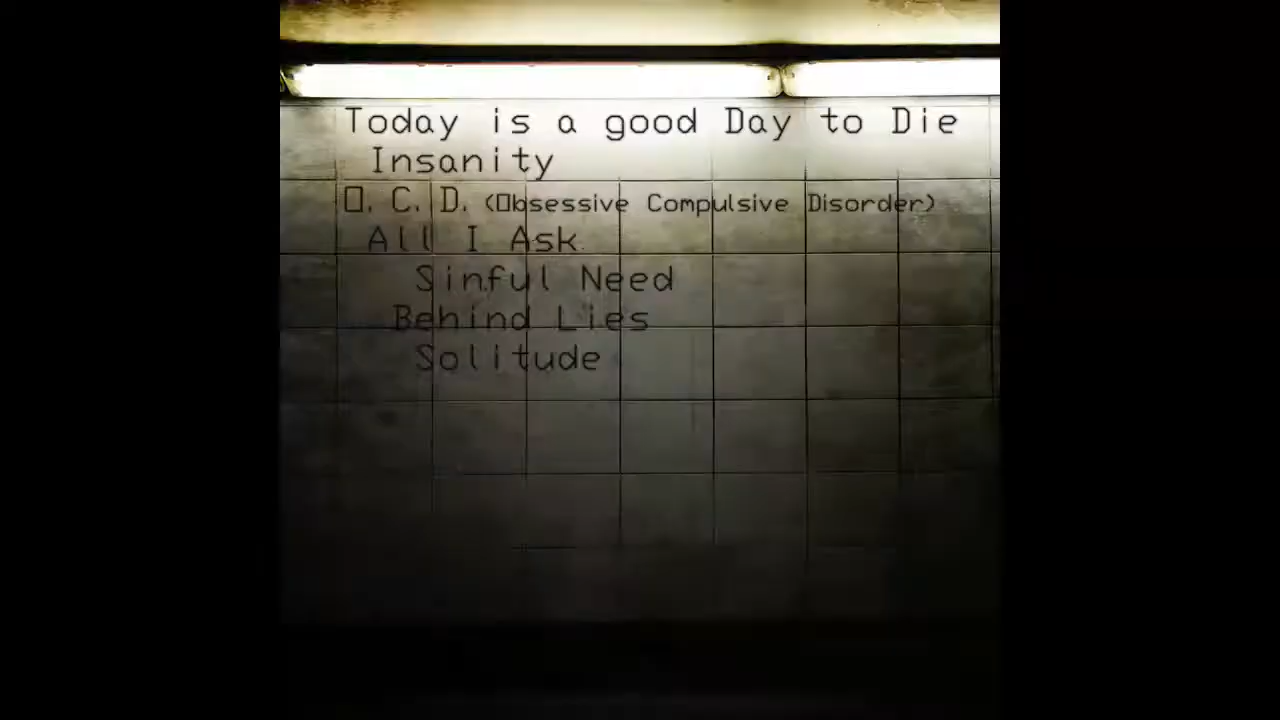 Today is a good Day to Die
Insanity
O. C. D. (Obsessive Compulsive Disorder)
All I Ask
Sinful Need
Behind Lies
Solitude